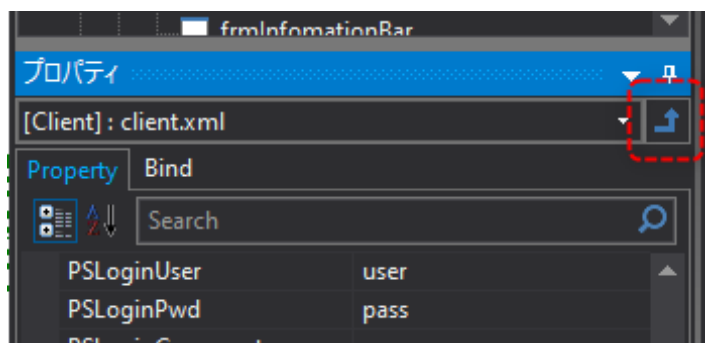 frmInfomationBar
プロパティ
[Client] : client.xml
Property Bind
Search
PSLoginUser user
PSLoginPwd pass